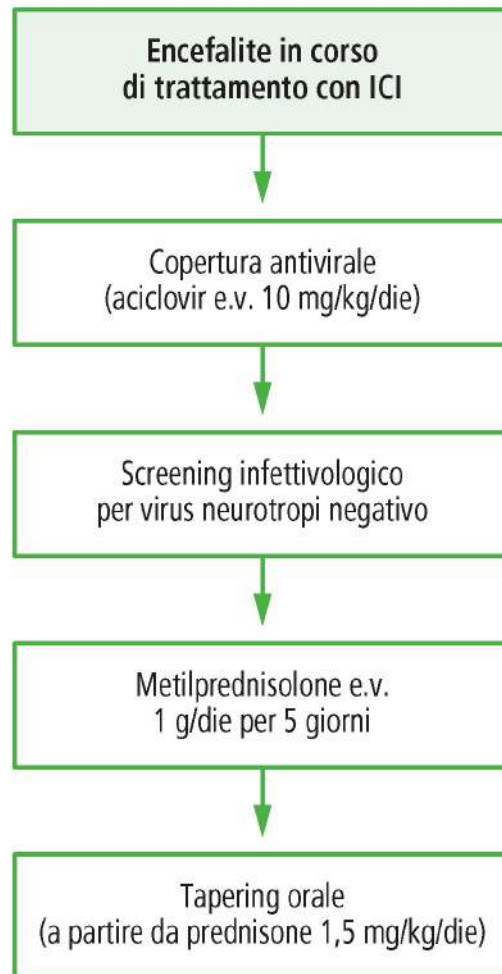 Encefalite in corso
di trattamento con ICI
Copertura antivirale
(aciclovir e.v. 10 mg/kg/die)
Screening infettivologico
per virus neurotropi negativo
Metilprednisolone e.v.
1 g/die per 5 giorni
Tapering orale
(a partire da prednisone 1,5 mg/kg/die)